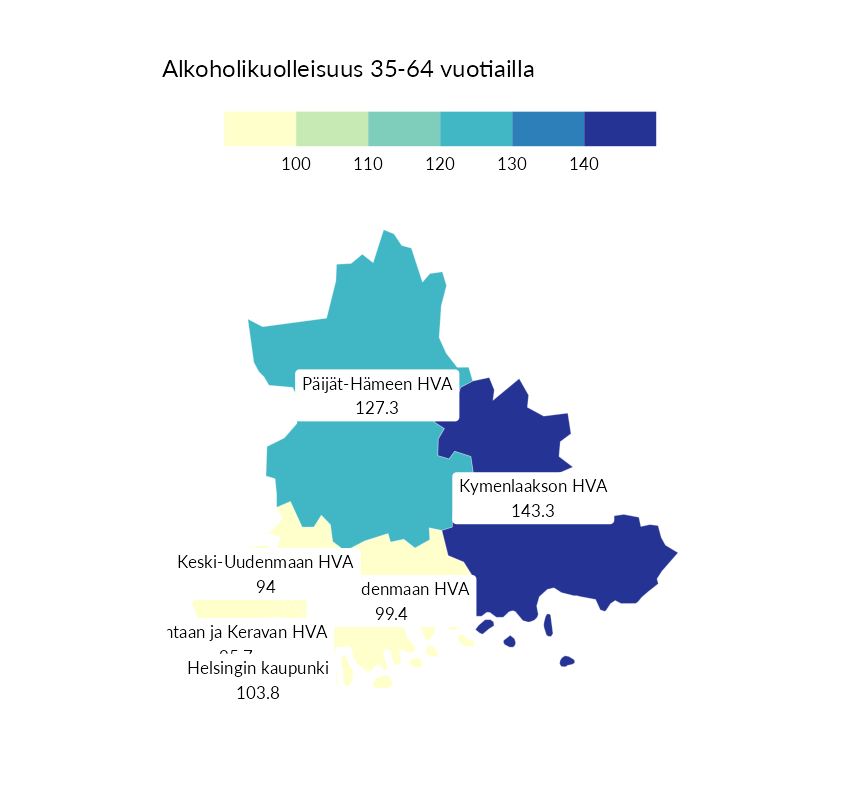 Alkoholikuolleisuus 35-64 vuotiailla
100 110 120 130 140
Päijät-Hämeen HVA
127.3
Kymenlaakson HVA
143.3
Keski-Uudenmaan HVA
94
denmaan HVA
99.4
ntaan ja Keravan HVA
Helsingin kaupunki
103.8